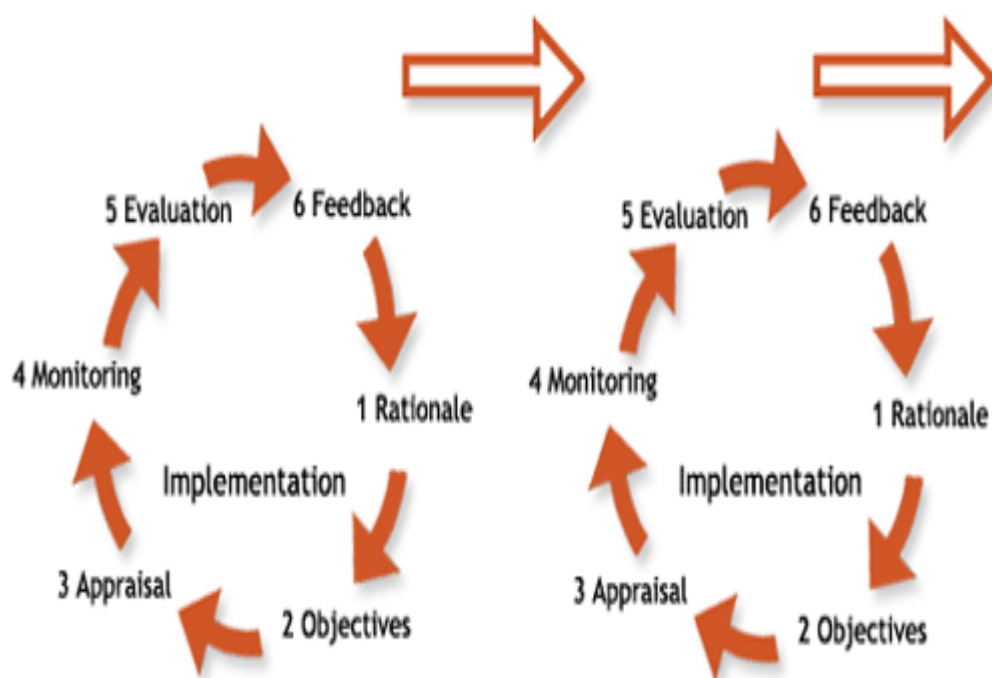 5 Evaluation
6 Feedback
4 Monitoring
1 Rationale
Implementation
3 Appraisal
2 Objectives
5 Evaluation
6 Feedback
4 Monitoring
1 Rationale
Implementation
3 Appraisal
2 Objectives